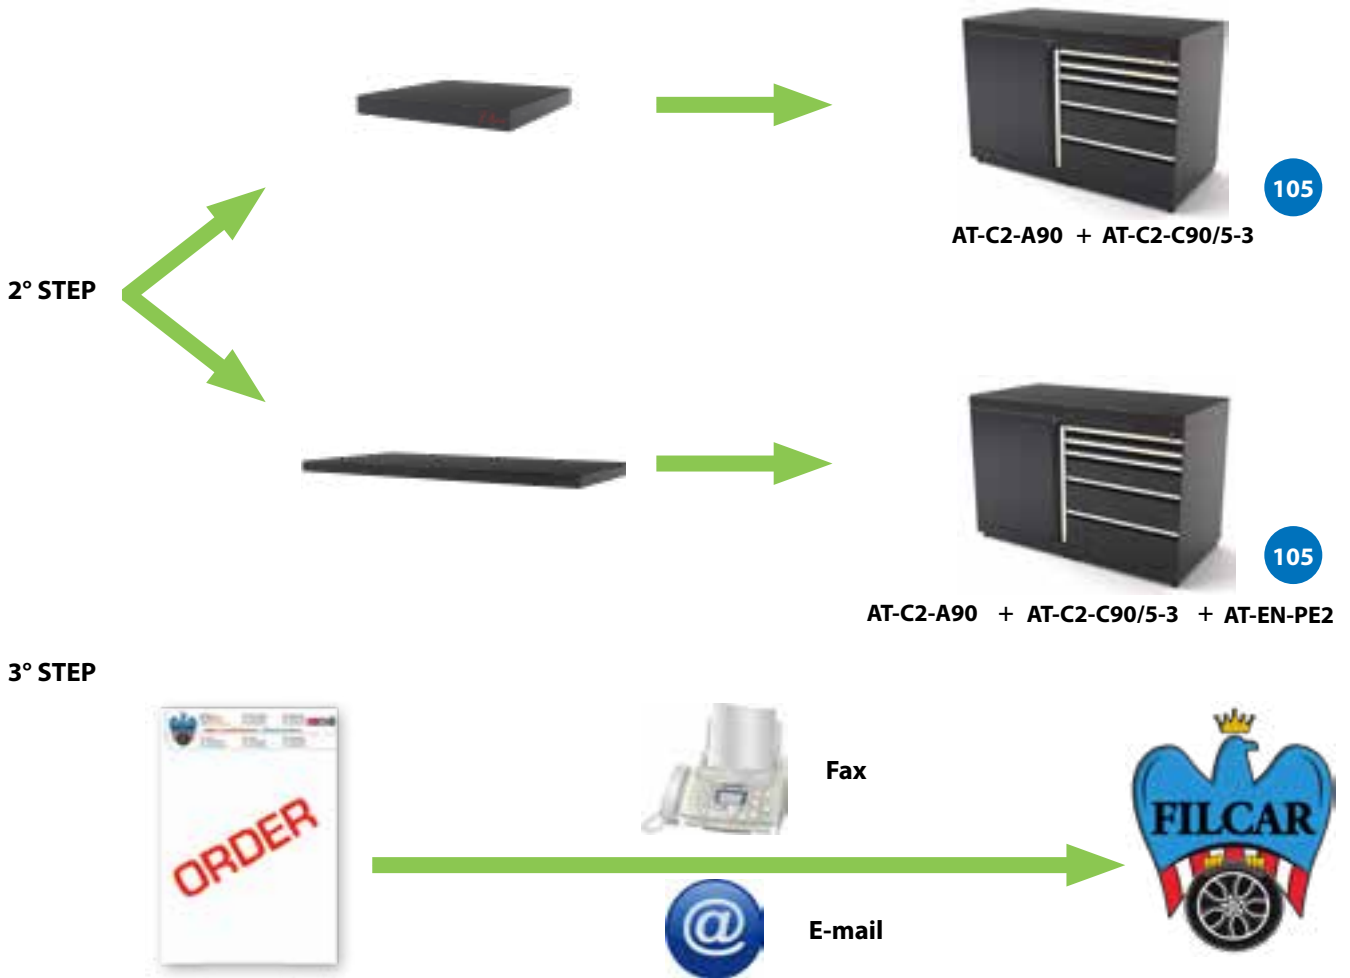 105
AT-C2-A90 + AT-C2-C90/5-3
2° STEP
105
AT-C2-A90 + AT-C2-C90/5-3 + AT-EN-PE2
3° STEP
ORDER
Fax
FILCAR
@
E-mail